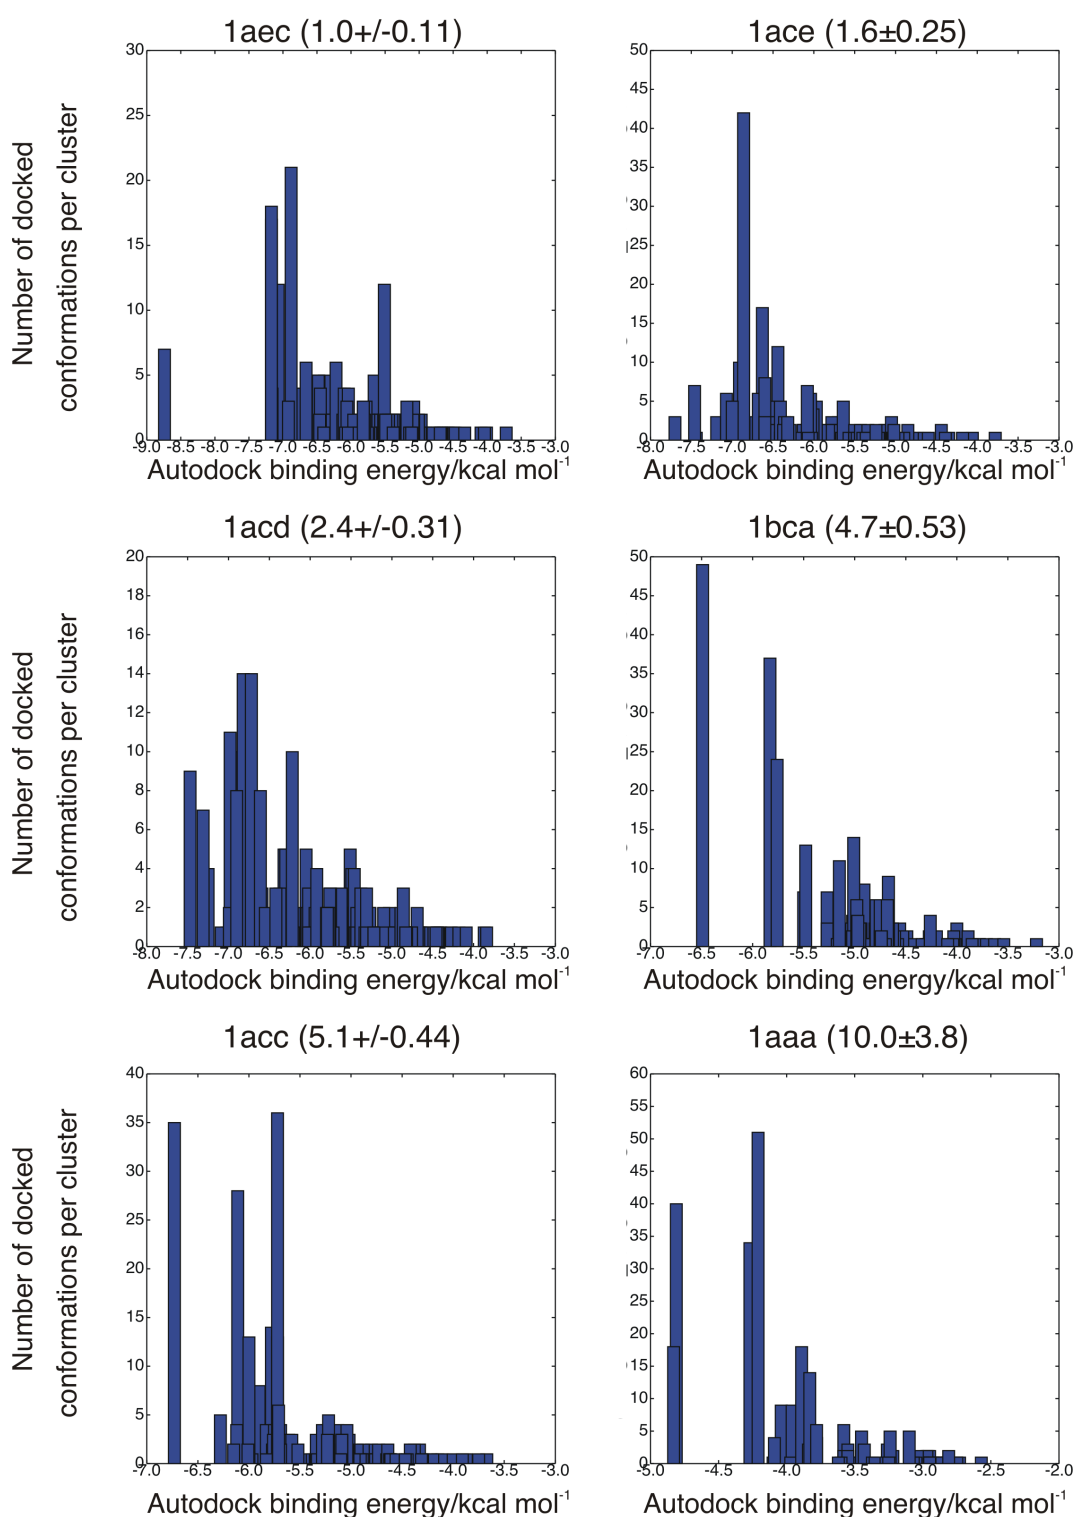 1aec (1.0+/-0.11)
30
25
20
15
10
5
0
-9.0 -8.5 -8.0 -7.5 -7.0 -6.5 -6.0 -5.5 -5.0 -4.5 -4.0 -3.5 -3.0
Number of docked
conformations per cluster
Autodock binding energy/kcal mol-1
1ace (1.6±0.25)
50
45
40
35
30
25
20
15
10
5
0
-8.0 -7.5 -7.0 -6.5 -6.0 -5.5 -5.0 -4.5 -4.0 -3.5 -3.0
Autodock binding energy/kcal mol-1
1acd (2.4+/-0.31)
20
18
16
14
12
10
8
6
4
2
0
-8.0 -7.5 -7.0 -6.5 -6.0 -5.5 -5.0 -4.5 -4.0 -3.5 -3.0
Number of docked
conformations per cluster
Autodock binding energy/kcal mol-1
1bca (4.7±0.53)
50
45
40
35
30
25
20
15
10
5
0
-7.0 -6.5 -6.0 -5.5 -5.0 -4.5 -4.0 -3.5 -3.0
Autodock binding energy/kcal mol-1
1acc (5.1+/-0.44)
40
35
30
25
20
15
10
5
0
-7.0 -6.5 -6.0 -5.5 -5.0 -4.5 -4.0 -3.5 -3.0
Number of docked
conformations per cluster
Autodock binding energy/kcal mol-1
1aaa (10.0±3.8)
60
55
50
45
40
35
30
25
20
15
10
5
0
-5.0 -4.5 -4.0 -3.5 -3.0 -2.5 -2.0
Autodock binding energy/kcal mol-1